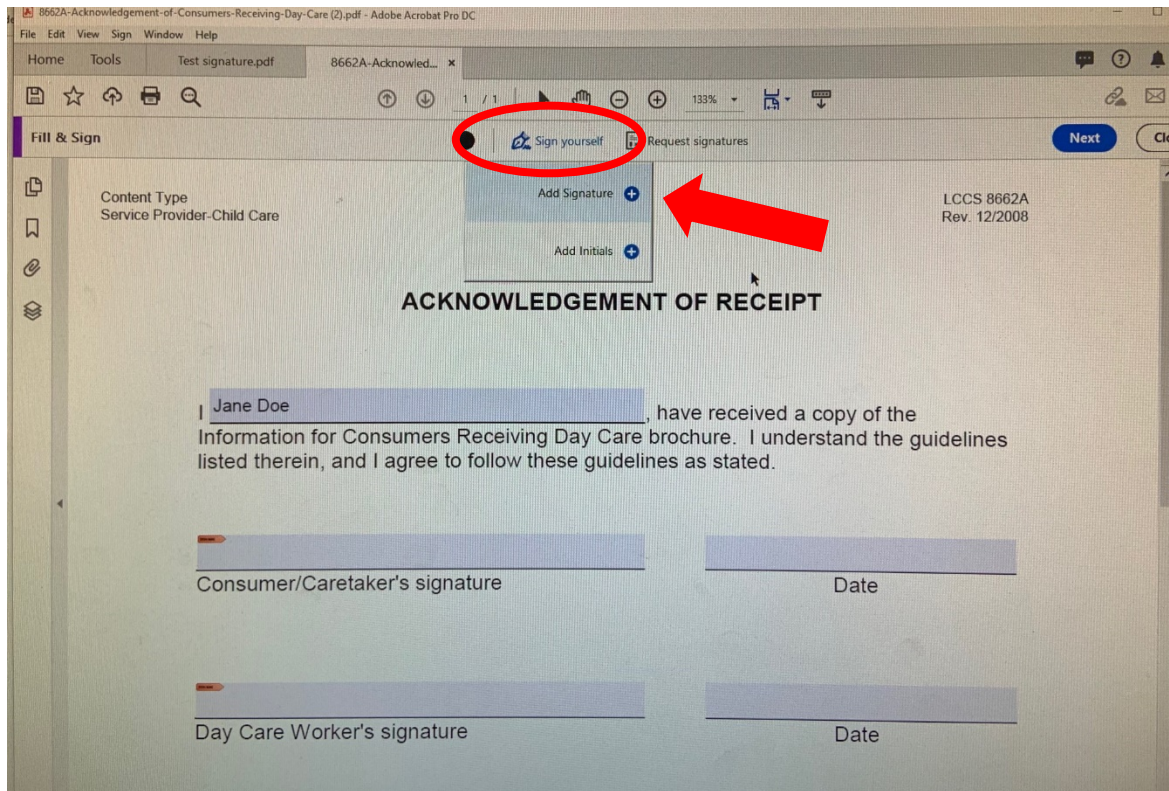 8662A-Acknowledgement-of-Consumers-Receiving-Day-Care (2).pdf - Adobe Acrobat Pro DC
File Edit View Sign Window Help
Home Tools Test signature.pdf 8662A-Acknowled... ×
1 / 1 133%
Fill & Sign Sign yourself Request signatures Next
Add Signature
Add Initials
Content Type
Service Provider-Child Care
LCCS 8662A
Rev. 12/2008
ACKNOWLEDGEMENT OF RECEIPT
I Jane Doe, have received a copy of the
Information for Consumers Receiving Day Care brochure. I understand the guidelines
listed therein, and I agree to follow these guidelines as stated.
Consumer/Caretaker's signature Date
Day Care Worker's signature Date